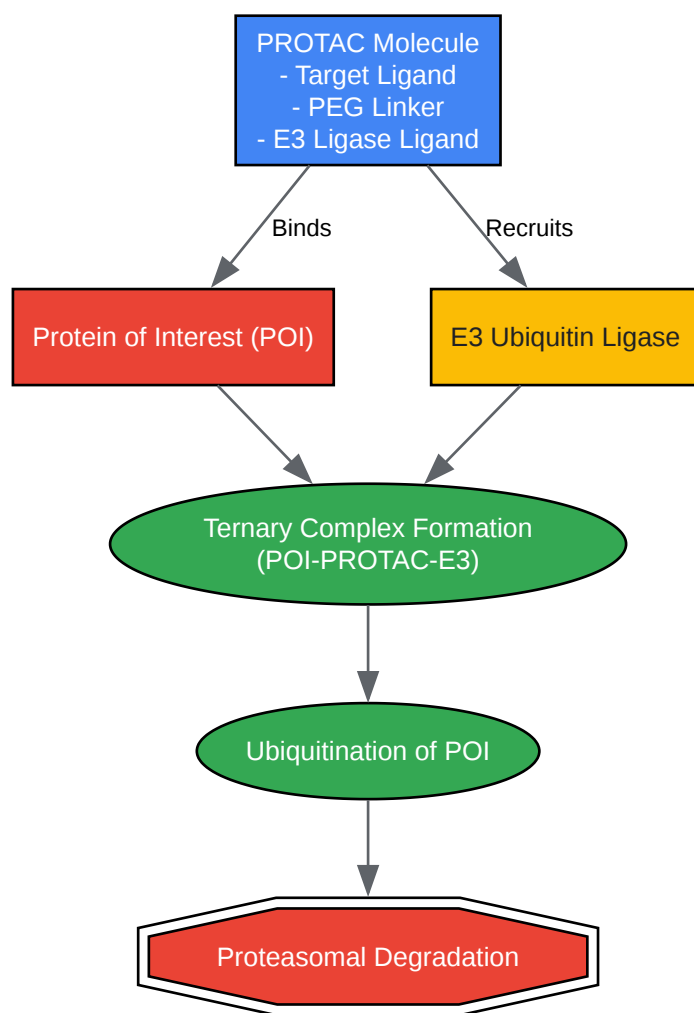 PROTAC Molecule
- Target Ligand
- PEG Linker
- E3 Ligase Ligand
Binds
Recruits
Protein of Interest (POI)
E3 Ubiquitin Ligase
Ternary Complex Formation
(POI-PROTAC-E3)
Ubiquitination of POI
Proteasomal Degradation